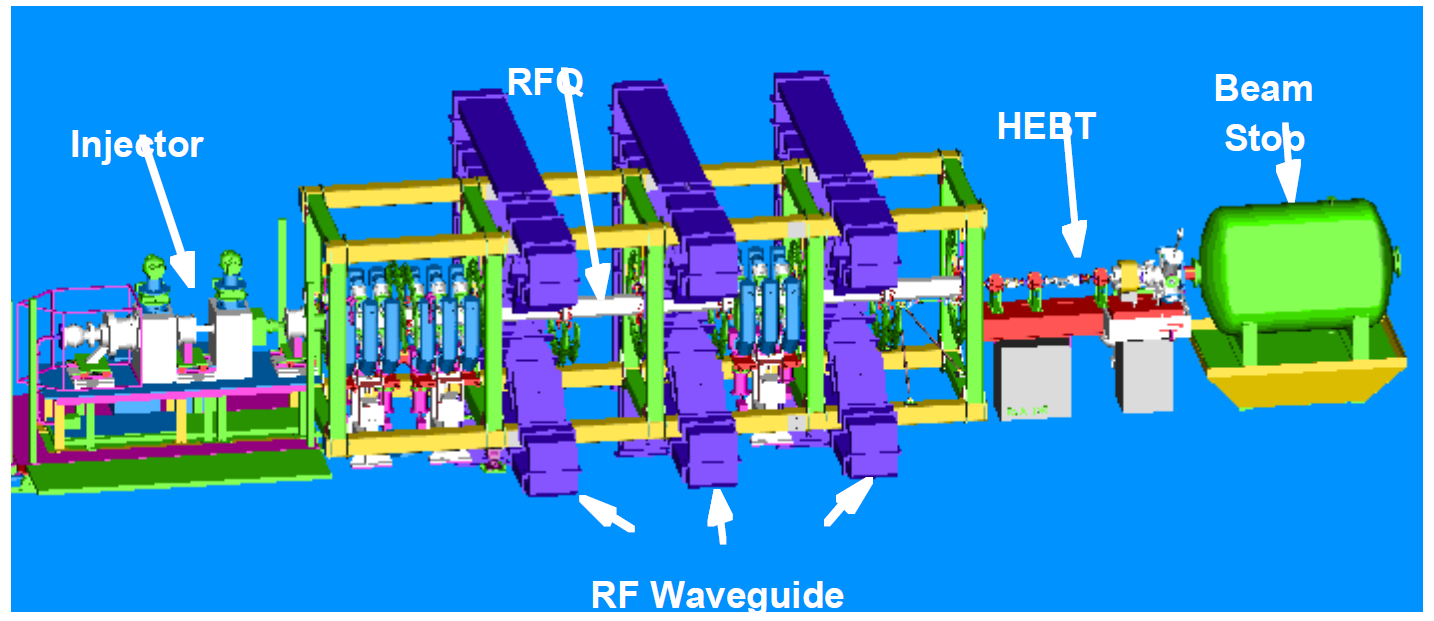 RFQ
Injector
HEBT
Beam
Stop
RF Waveguide